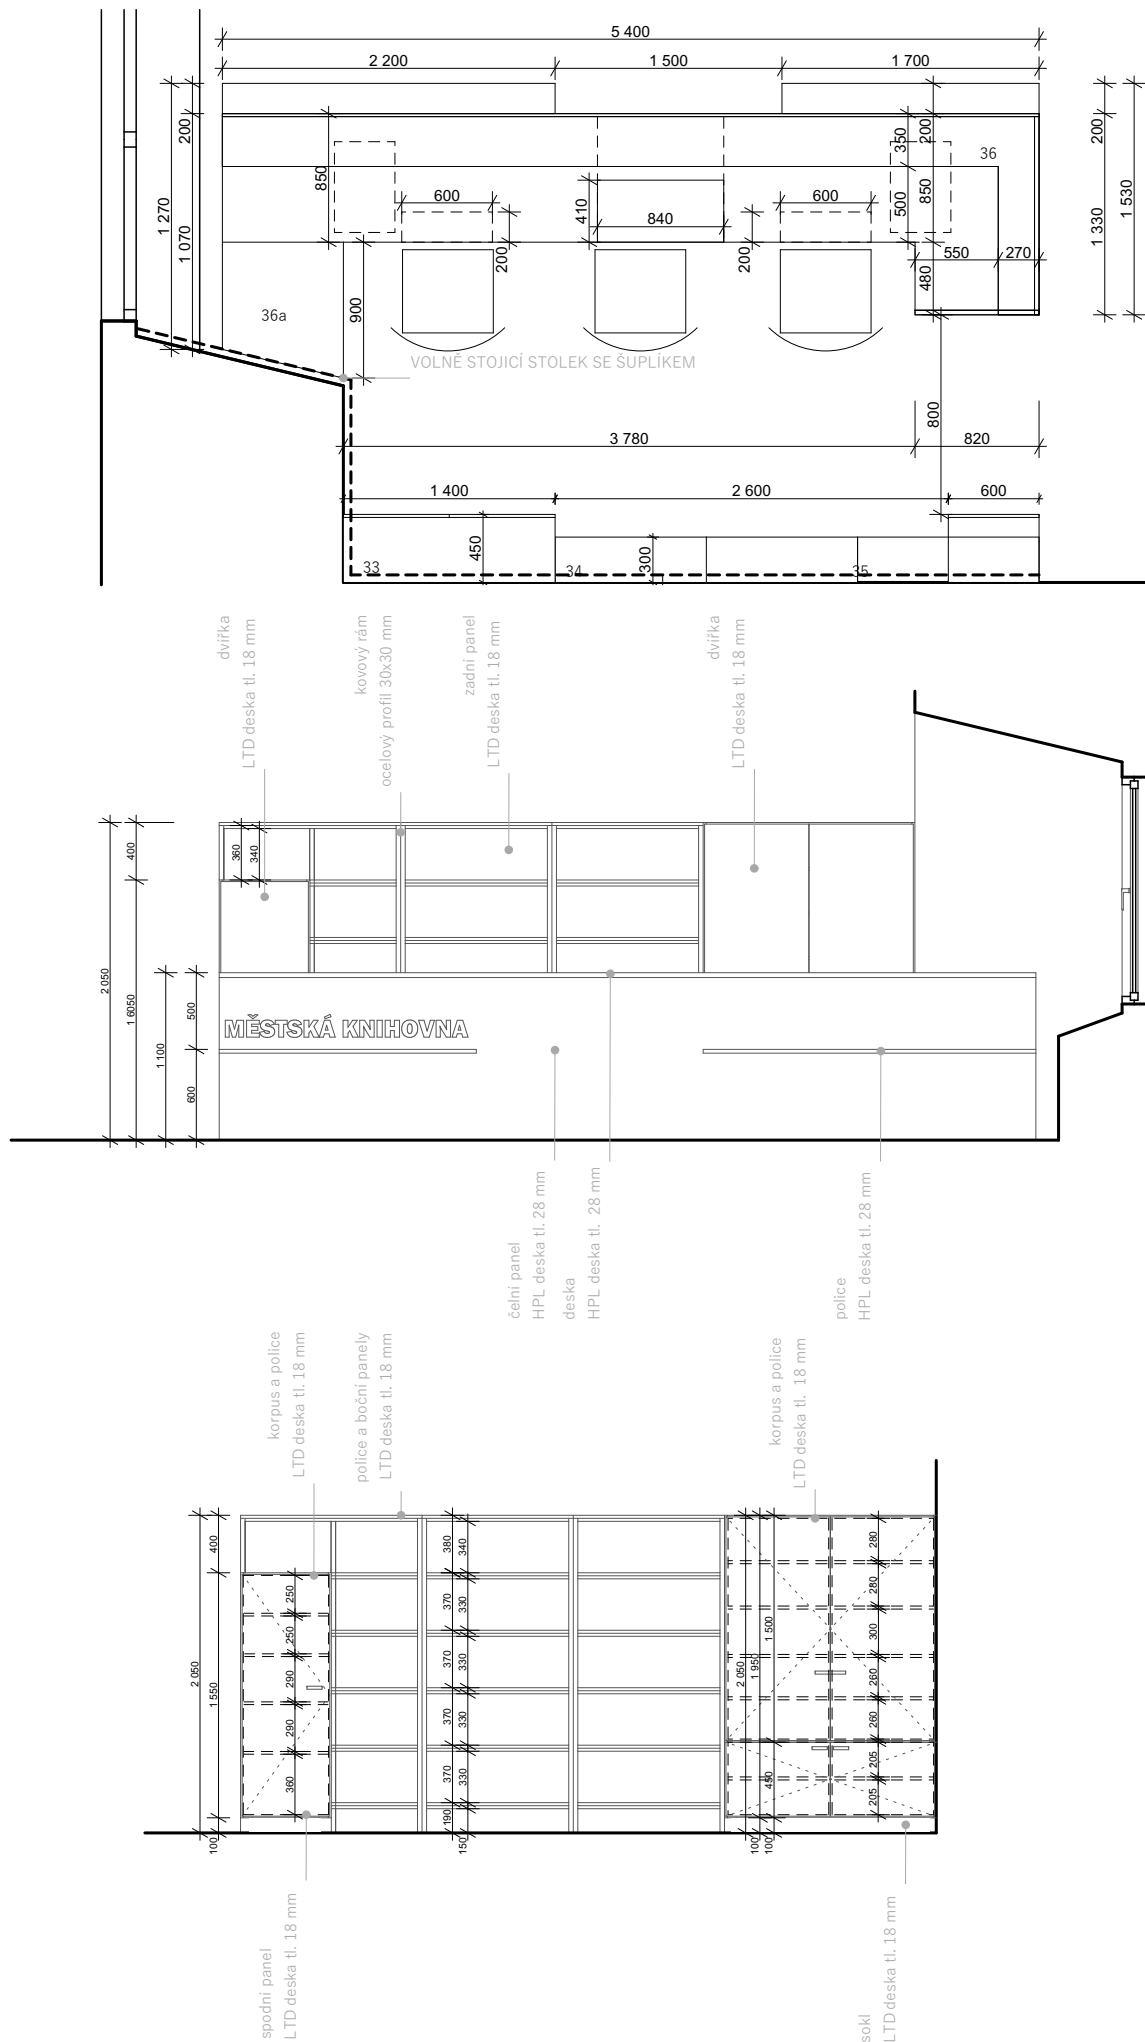 5 400
2 200
1 500
1 700
200
1 270
1 070
850
600
410
840
600
200
200
350
500
200
850
36
550
270
480
200
1 330
1 530
36a
900
VOLNĚ STOJICÍ STOLEK SE ŠUPLÍKEM
3 780
820
800
1 400
2 600
600
450
300
33
34
35
dvířka
LTD deska tl. 18 mm
kovový rám
ocelový profil 30x30 mm
zadní panel
LTD deska tl. 18 mm
dvířka
LTD deska tl. 18 mm
400
360
340
2 050
1 6050
1 100
500
600
MĚSTSKÁ KNIHOVNA
čelní panel
HPL deska tl. 28 mm
deska
HPL deska tl. 28 mm
police
HPL deska tl. 28 mm
korpus a police
LTD deska tl. 18 mm
police a boční panely
LTD deska tl. 18 mm
korpus a police
LTD deska tl. 18 mm
2 050
400
1 550
100
250
250
290
290
360
380
370
370
370
370
190
340
330
330
330
330
150
2 050
1 950
1 500
450
100
100
280
280
300
260
260
205
205
spodní panel
LTD deska tl. 18 mm
sokl
LTD deska tl. 18 mm